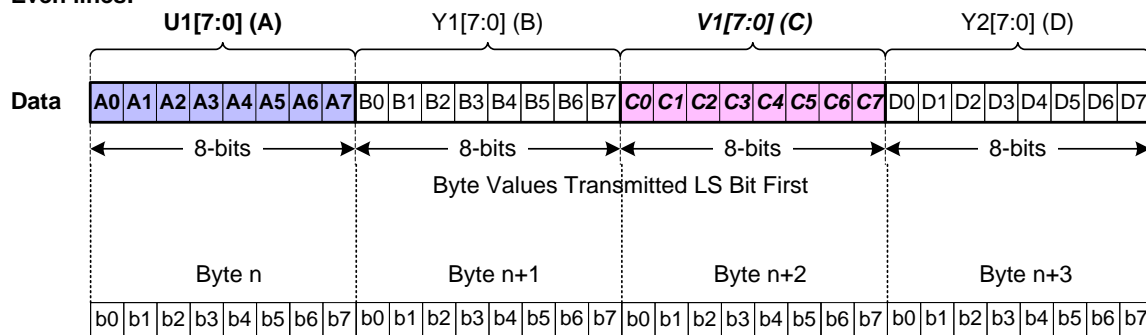 Even lines:
U1[7:0] (A) Y1[7:0] (B) V1[7:0] (C) Y2[7:0] (D)
Data A0 A1 A2 A3 A4 A5 A6 A7 B0 B1 B2 B3 B4 B5 B6 B7 C0 C1 C2 C3 C4 C5 C6 C7 D0 D1 D2 D3 D4 D5 D6 D7
8-bits 8-bits 8-bits 8-bits
Byte Values Transmitted LS Bit First
Byte n Byte n+1 Byte n+2 Byte n+3
b0 b1 b2 b3 b4 b5 b6 b7 b0 b1 b2 b3 b4 b5 b6 b7 b0 b1 b2 b3 b4 b5 b6 b7 b0 b1 b2 b3 b4 b5 b6 b7